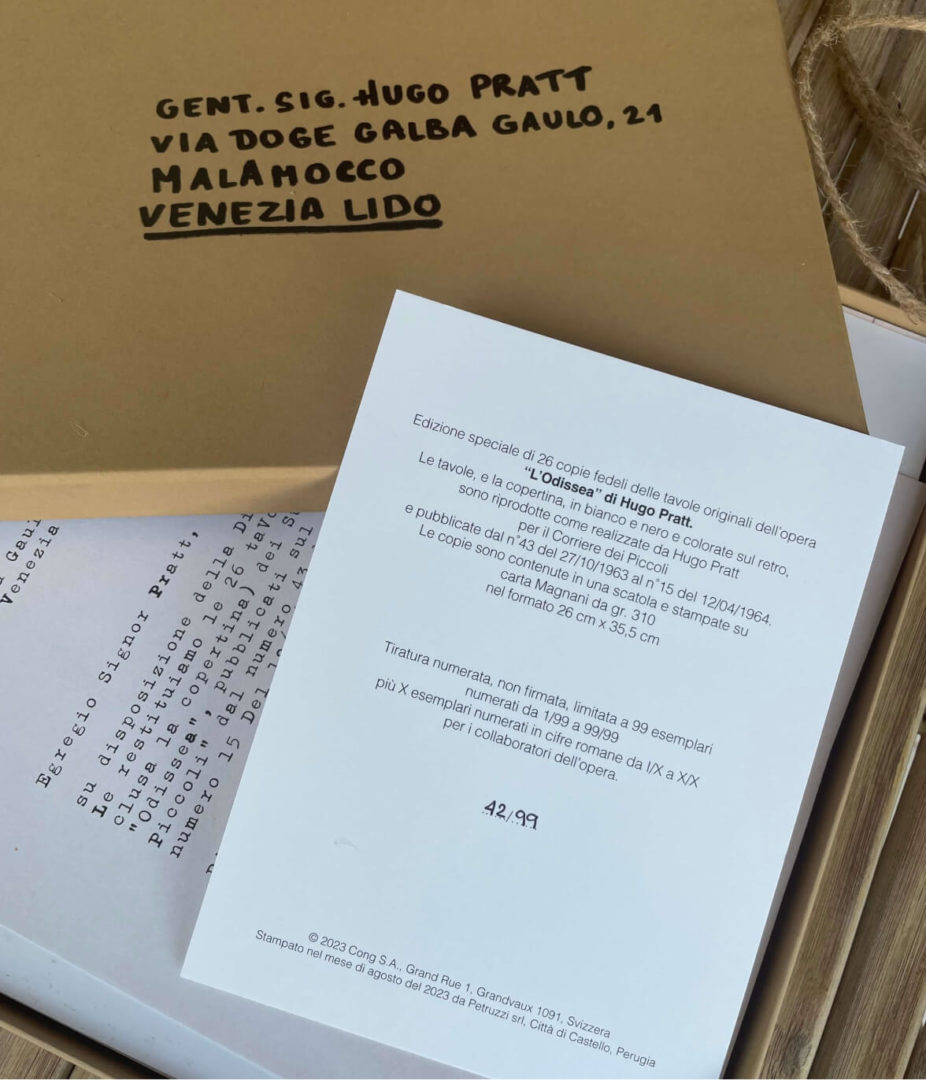 GENT. SIG. HUGO PRATT
VIA DOGE GALBA GAULO, 21
MALAMOCCO
VENEZIA LIDO
Gaul
Venezia
Egregio Signor Pratt,
su disposizione della Di
Le restituiamo le 26 tavo
clusa la copertina) dei S
"Odissea", pubblicati sul
Piccoli" dal numero 43
numero 15 Del
Edizione speciale di 26 copie fedeli delle tavole originali dell'opera
“L'Odissea” di Hugo Pratt.
Le tavole, e la copertina, in bianco e nero e colorate sul retro,
sono riprodotte come realizzate da Hugo Pratt
per il Corriere dei Piccoli
e pubblicate dal n°43 del 27/10/1963 al n°15 del 12/04/1964.
Le copie sono contenute in una scatola e stampate su
carta Magnani da gr. 310
nel formato 26 cm x 35,5 cm
Tiratura numerata, non firmata, limitata a 99 esemplari
numerati da 1/99 a 99/99
più X esemplari numerati in cifre romane da I/X a X/X
per i collaboratori dell'opera.
42/99
© 2023 Cong S.A., Grand Rue 1, Grandvaux 1091, Svizzera
Stampato nel mese di agosto del 2023 da Petruzzi srl, Città di Castello, Perugia